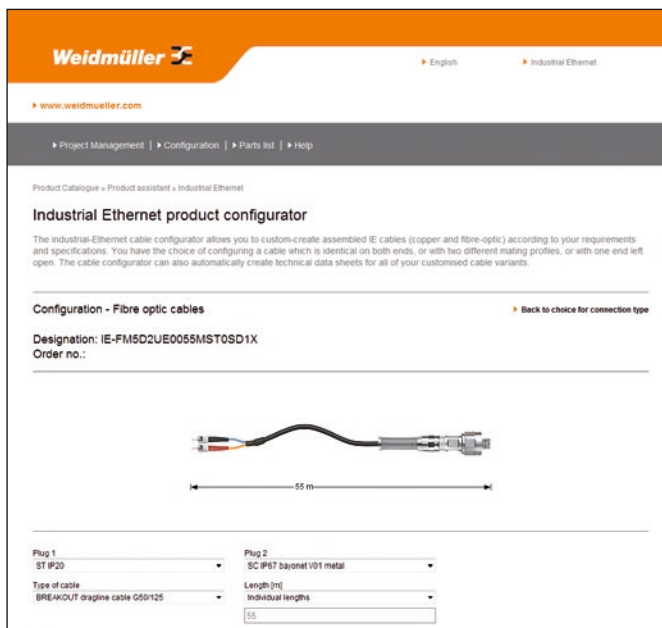 Weidmüller
English
Industrial Ethernet
www.weidmueller.com
Project Management | Configuration | Parts list | Help
Product Catalogue » Product assistant » Industrial Ethernet
Industrial Ethernet product configurator
The industrial-Ethernet cable configurator allows you to custom-create assembled IE cables (copper and fibre-optic) according to your requirements
and specifications. You have the choice of configuring a cable which is identical on both ends, or with two different mating profiles, or with one end left
open. The cable configurator can also automatically create technical data sheets for all of your customised cable variants.
Configuration - Fibre optic cables
Back to choice for connection type
Designation: IE-FM5D2UE0055MST0SD1X
Order no.:
55 m
Plug 1
Plug 2
ST IP20
SC IP67 bayonet V01 metal
Type of cable
Length [m]
BREAKOUT dragline cable G50/125
Individual lengths
55